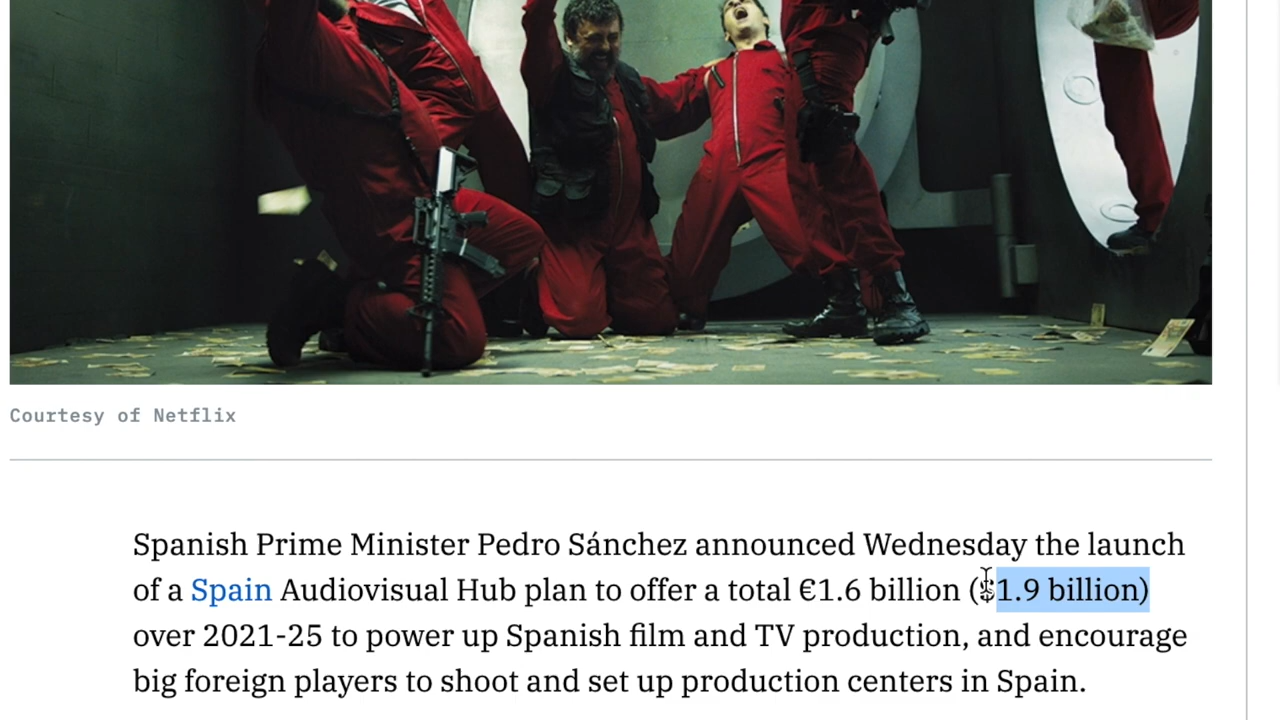 Courtesy of Netflix
Spanish Prime Minister Pedro Sánchez announced Wednesday the launch
of a Spain Audiovisual Hub plan to offer a total €1.6 billion ($1.9 billion)
over 2021-25 to power up Spanish film and TV production, and encourage
big foreign players to shoot and set up production centers in Spain.